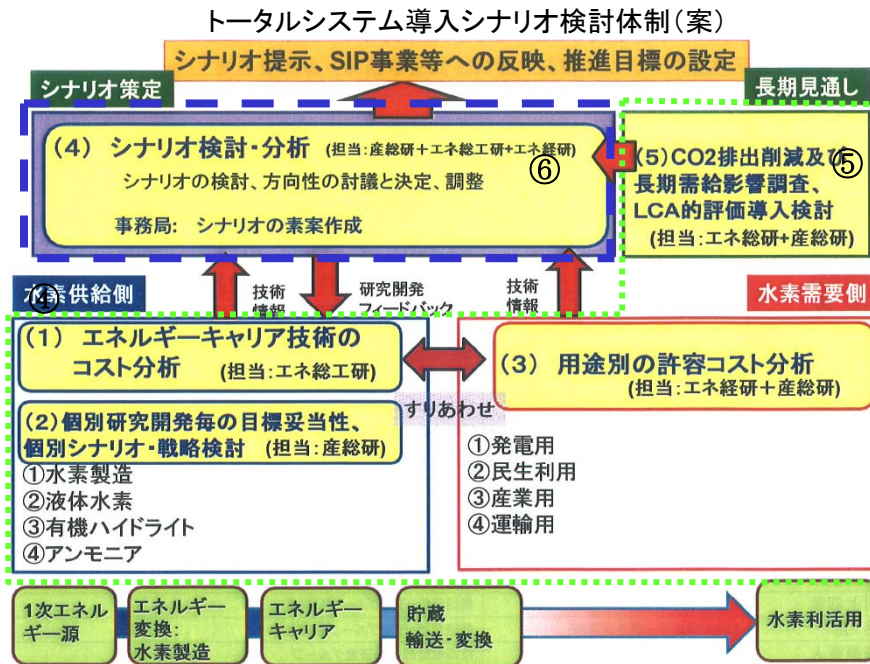 トータルシステム導入シナリオ検討体制(案)
シナリオ提示、SIP事業等への反映、推進目標の設定
シナリオ策定
長期見通し
(4) シナリオ検討・分析 (担当:産総研+エネ総工研+エネ経研)
⑥
シナリオの検討、方向性の討議と決定、調整
事務局: シナリオの素案作成
(5)CO2排出削減及び
⑤
長期需給影響調査、
LCA的評価導入検討
(担当:エネ総研+産総研)
水素供給側
④
技術
情報
研究開発
フィードバック
技術
情報
水素需要側
(1) エネルギーキャリア技術の
コスト分析 (担当:エネ総工研)
(2)個別研究開発毎の目標妥当性、
個別シナリオ・戦略検討 (担当:産総研)
①水素製造
②液体水素
③有機ハイドライト
④アンモニア
すりあわせ
(3) 用途別の許容コスト分析
(担当:エネ経研+産総研)
①発電用
②民生利用
③産業用
④運輸用
1次エネル
ギー源
エネルギー
変換:
水素製造
エネルギー
キャリア
貯蔵
輸送・変換
水素利活用